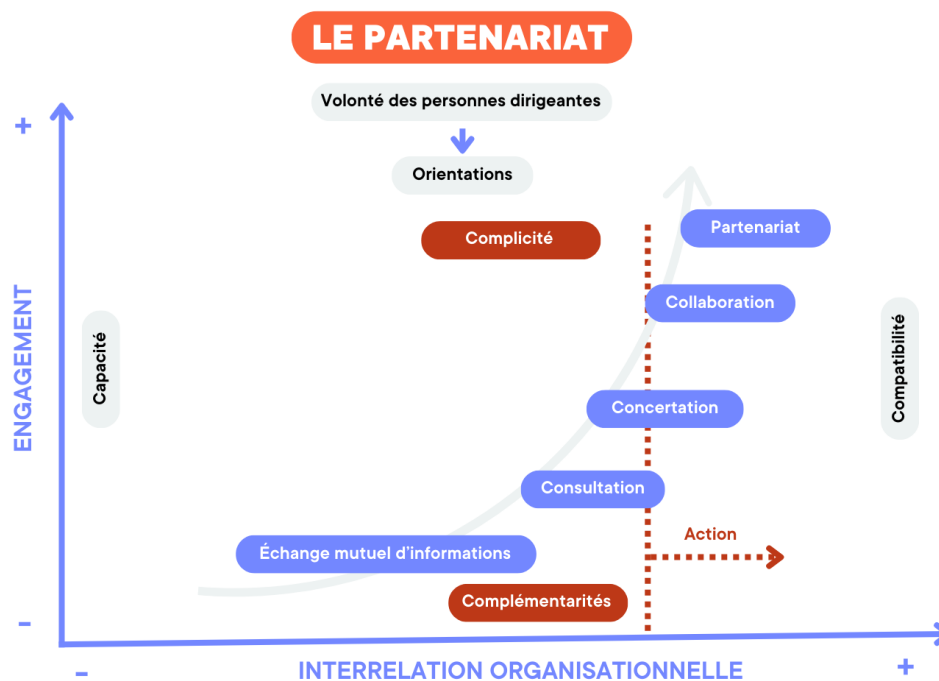 LE PARTENARIAT
Volonté des personnes dirigeantes
Orientations
+
Complicité
Partenariat
Collaboration
ENGAGEMENT
Capacité
Compatibilité
Concertation
Consultation
Action
Échange mutuel d'informations
Complémentarités
-
-
INTERRELATION ORGANISATIONNELLE
+